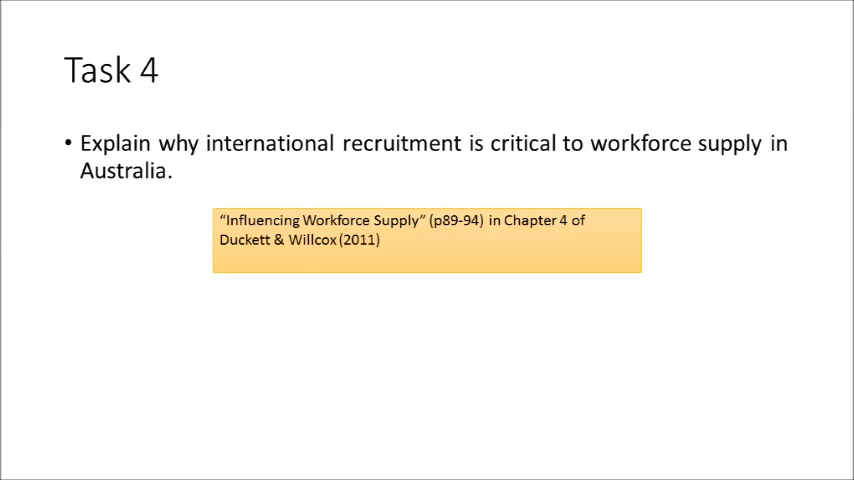 Task 4
• Explain why international recruitment is critical to workforce supply in
Australia.
“Influencing Workforce Supply” (p89-94) in Chapter 4 of
Duckett & Willcox (2011)